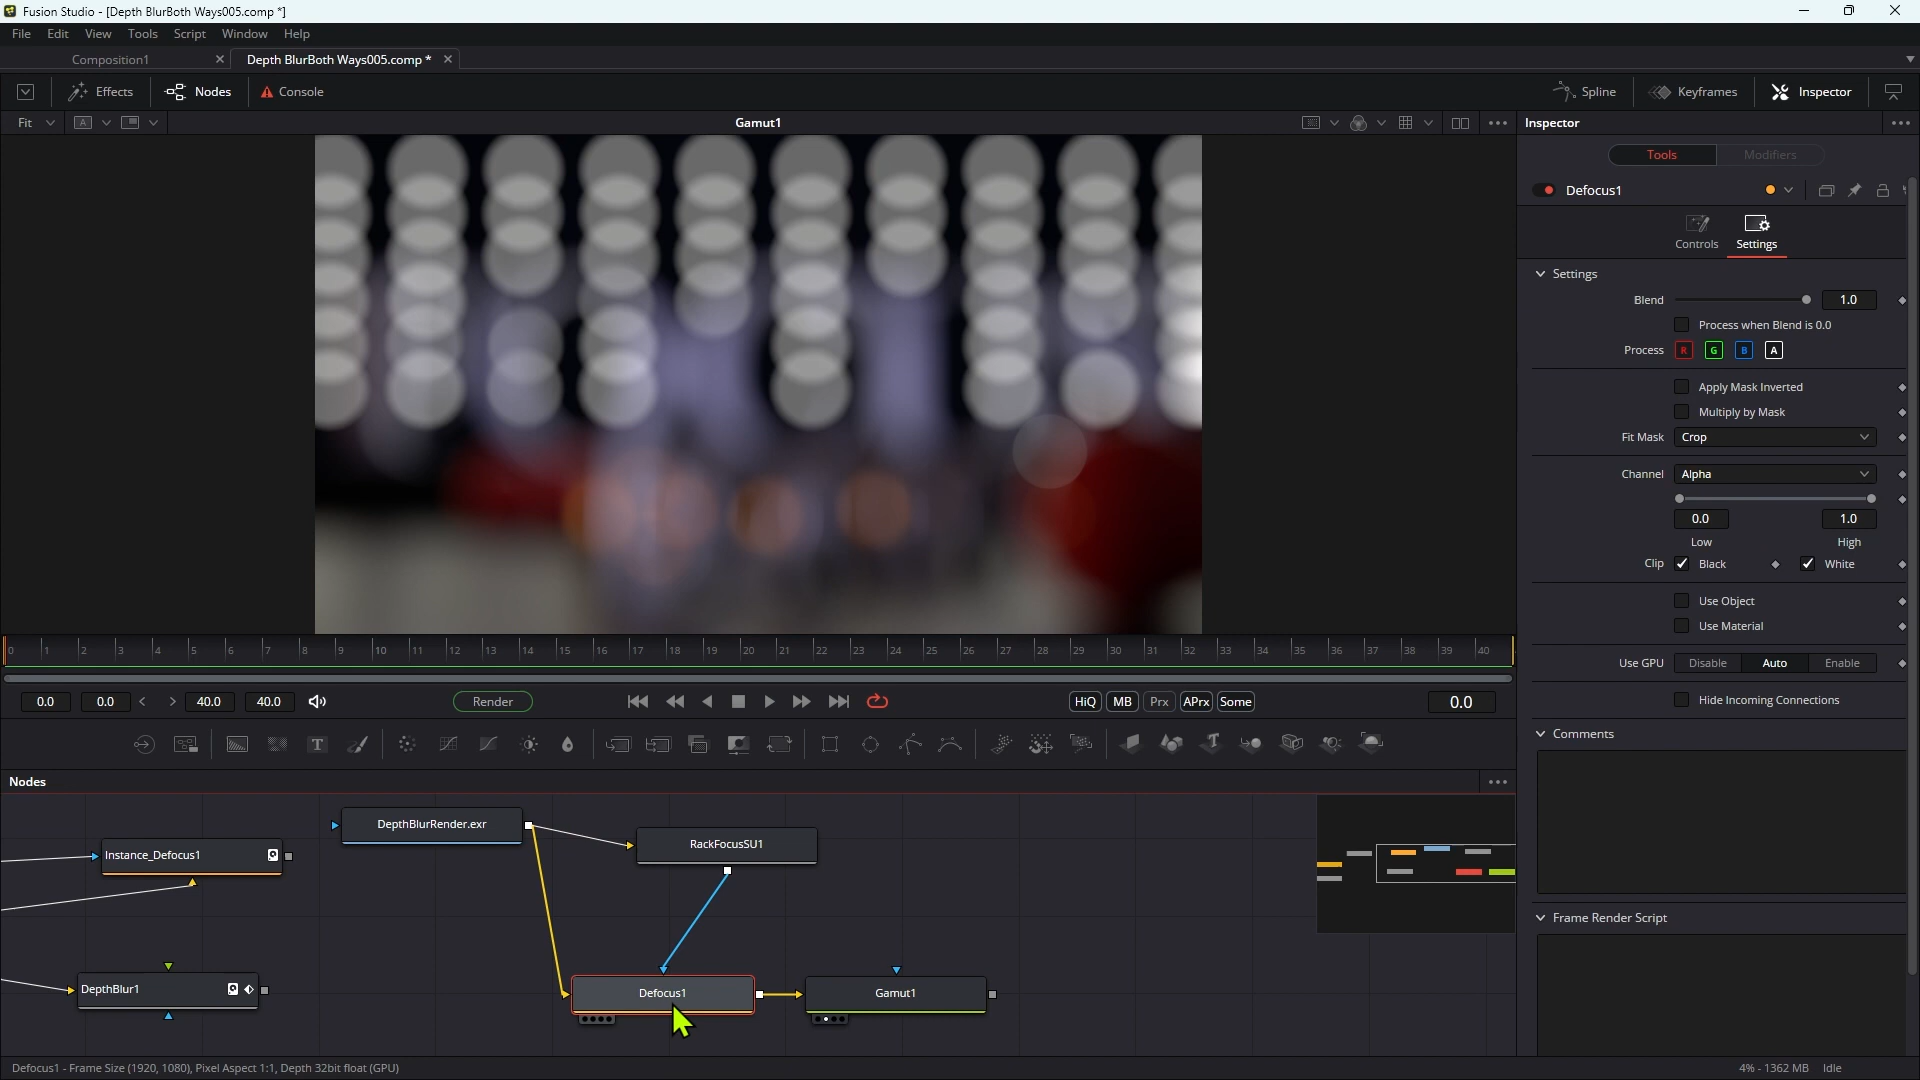 Fusion Studio - [Depth BlurBoth Ways005.comp *]
File Edit View Tools Script Window Help
Composition1 Depth BlurBoth Ways005.comp *
Effects Nodes Console Spline Keyframes Inspector
Fit A Gamut1 Inspector
Tools Modifiers
Defocus1
Controls Settings
Settings
Blend 1.0
Process when Blend is 0.0
Process R G B A
Apply Mask Inverted
Multiply by Mask
Fit Mask Crop
Channel Alpha
0.0 1.0
Low High
Clip Black White
Use Object
Use Material
Use GPU Disable Auto Enable
Hide Incoming Connections
Comments
Frame Render Script
0 1 2 3 4 5 6 7 8 9 10 11 12 13 14 15 16 17 18 19 20 21 22 23 24 25 26 27 28 29 30 31 32 33 34 35 36 37 38 39 40
0.0 0.0 < > 40.0 40.0 Render HiQ MB Prx APrx Some 0.0
T
Nodes
DepthBlurRender.exr
RackFocusSU1
Instance_Defocus1
DepthBlur1
Defocus1
Gamut1
Defocus1 - Frame Size (1920, 1080), Pixel Aspect 1:1, Depth 32bit float (GPU) 4% - 1362 MB Idle